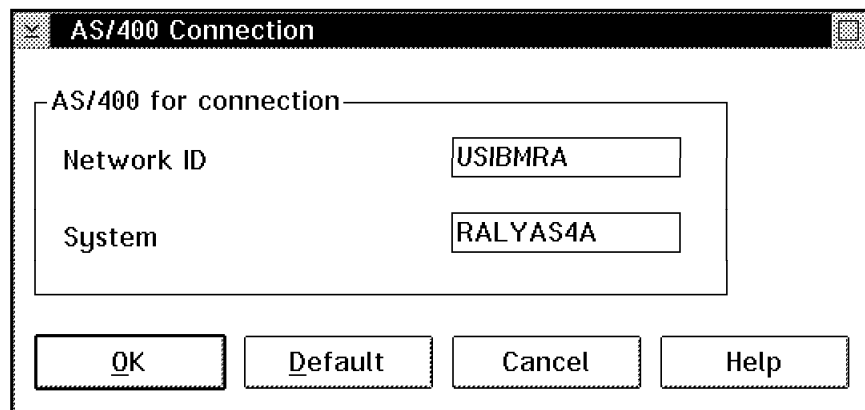 AS/400 Connection
AS/400 for connection
Network ID USIBMRA
System RALYAS4A
OK Default Cancel Help